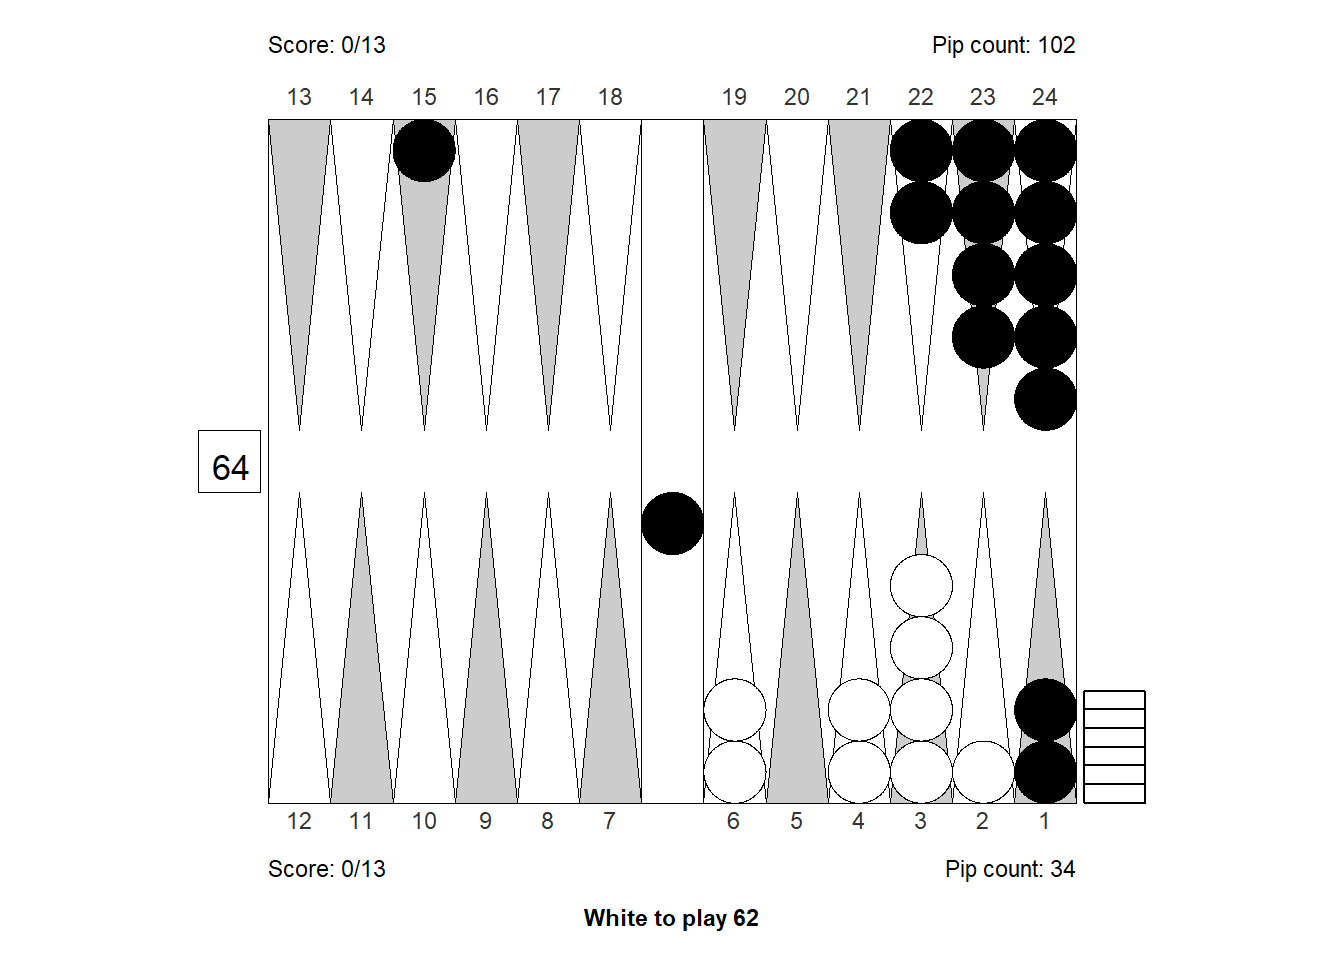 Score: 0/13 Pip count: 102
13 14 15 16 17 18 19 20 21 22 23 24
64
12 11 10 9 8 7 6 5 4 3 2 1
Score: 0/13 Pip count: 34
White to play 62